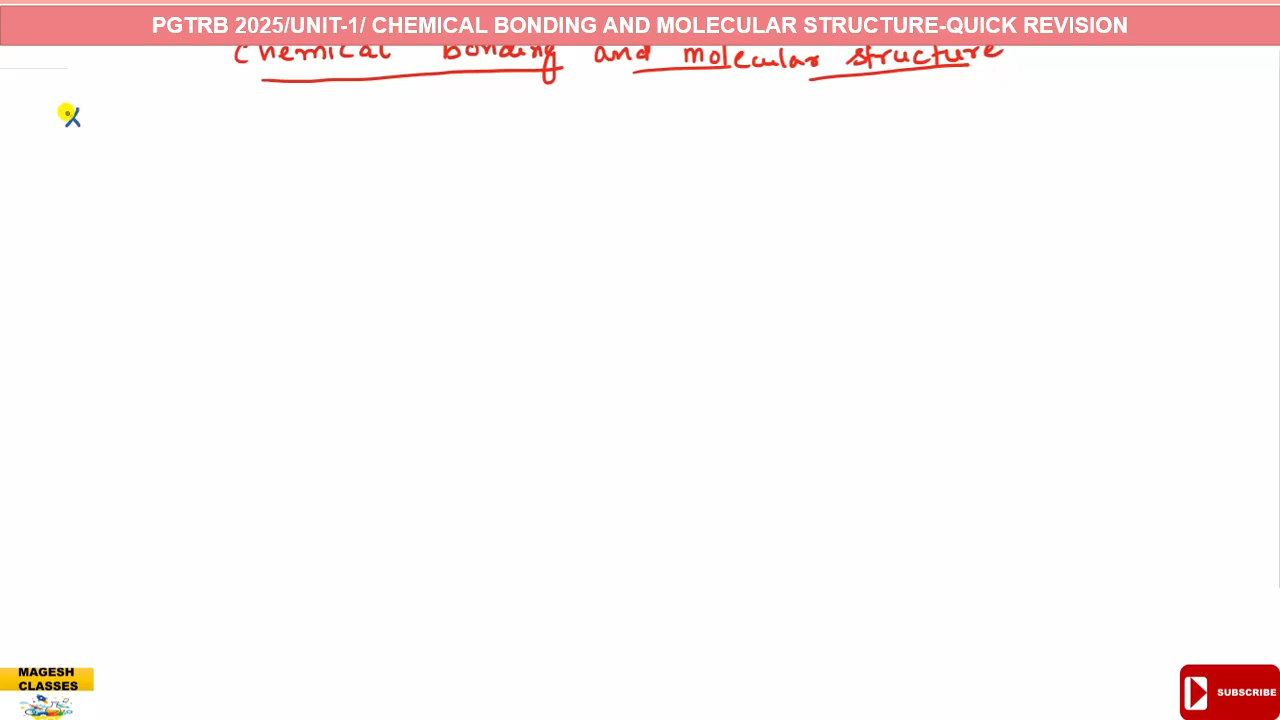 PGTRB 2025/UNIT-1/ CHEMICAL BONDING AND MOLECULAR STRUCTURE-QUICK REVISION
Chemical bonding and molecular structure
x
MAGESH
CLASSES
SUBSCRIBE